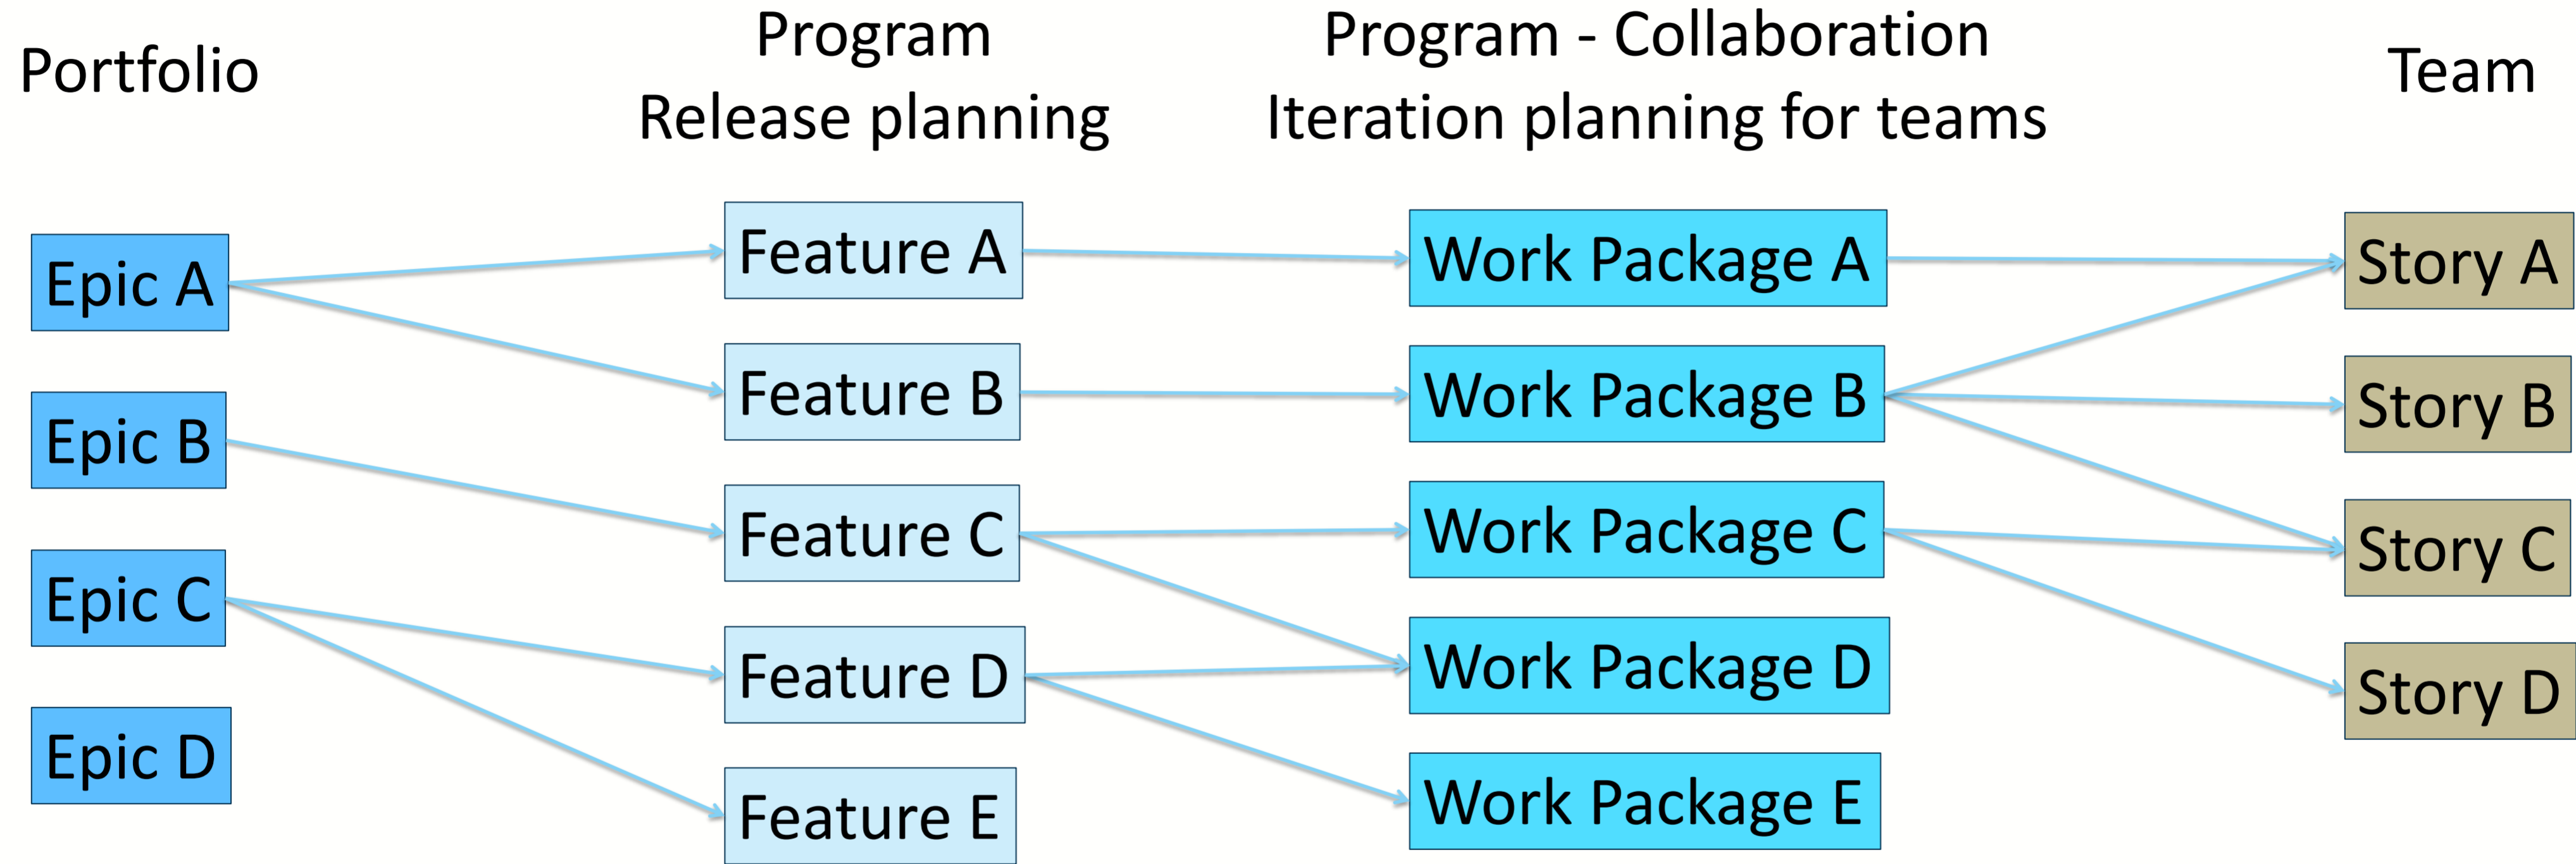 Portfolio
Program
Release planning
Program - Collaboration
Iteration planning for teams
Team
Epic A
Epic B
Epic C
Epic D
Feature A
Feature B
Feature C
Feature D
Feature E
Work Package A
Work Package B
Work Package C
Work Package D
Work Package E
Story A
Story B
Story C
Story D